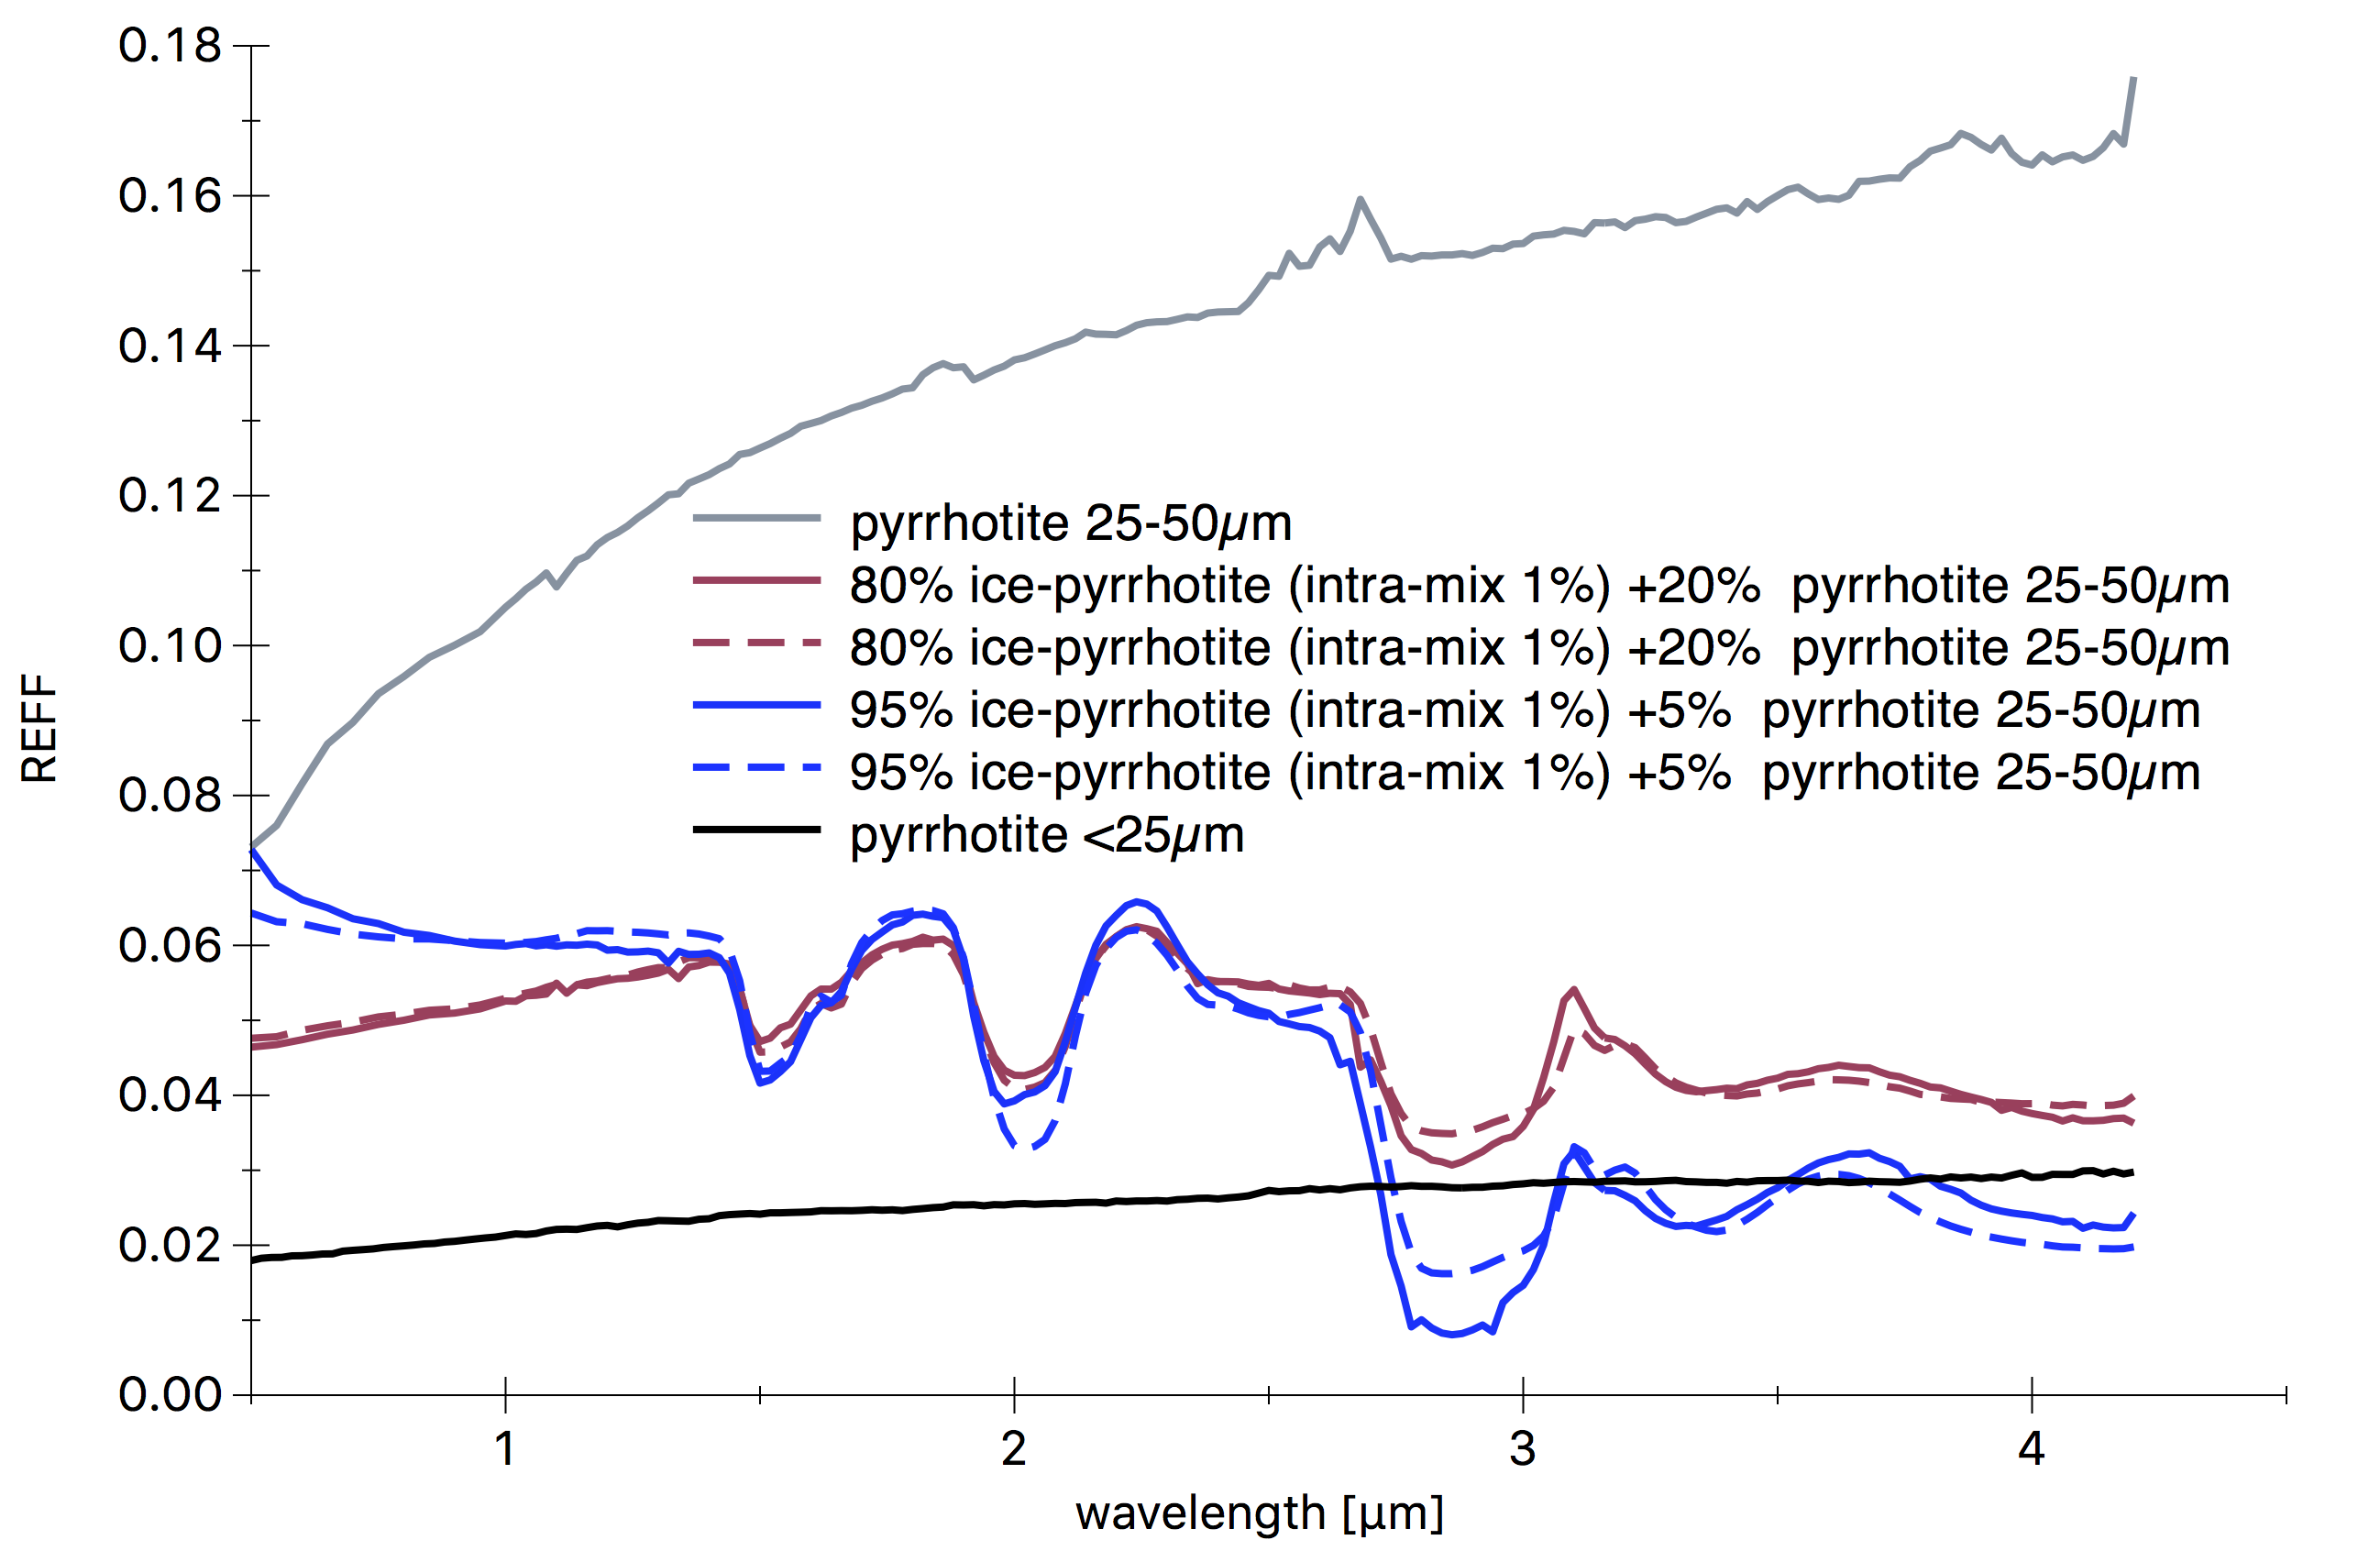 0.18
0.16
0.14
0.12
0.10
0.08
0.06
0.04
0.02
0.00
REFF
pyrrhotite 25-50µm
80% ice-pyrrhotite (intra-mix 1%) +20%  pyrrhotite 25-50µm
80% ice-pyrrhotite (intra-mix 1%) +20%  pyrrhotite 25-50µm
95% ice-pyrrhotite (intra-mix 1%) +5%  pyrrhotite 25-50µm
95% ice-pyrrhotite (intra-mix 1%) +5%  pyrrhotite 25-50µm
pyrrhotite <25µm
1 2 3 4
wavelength [µm]